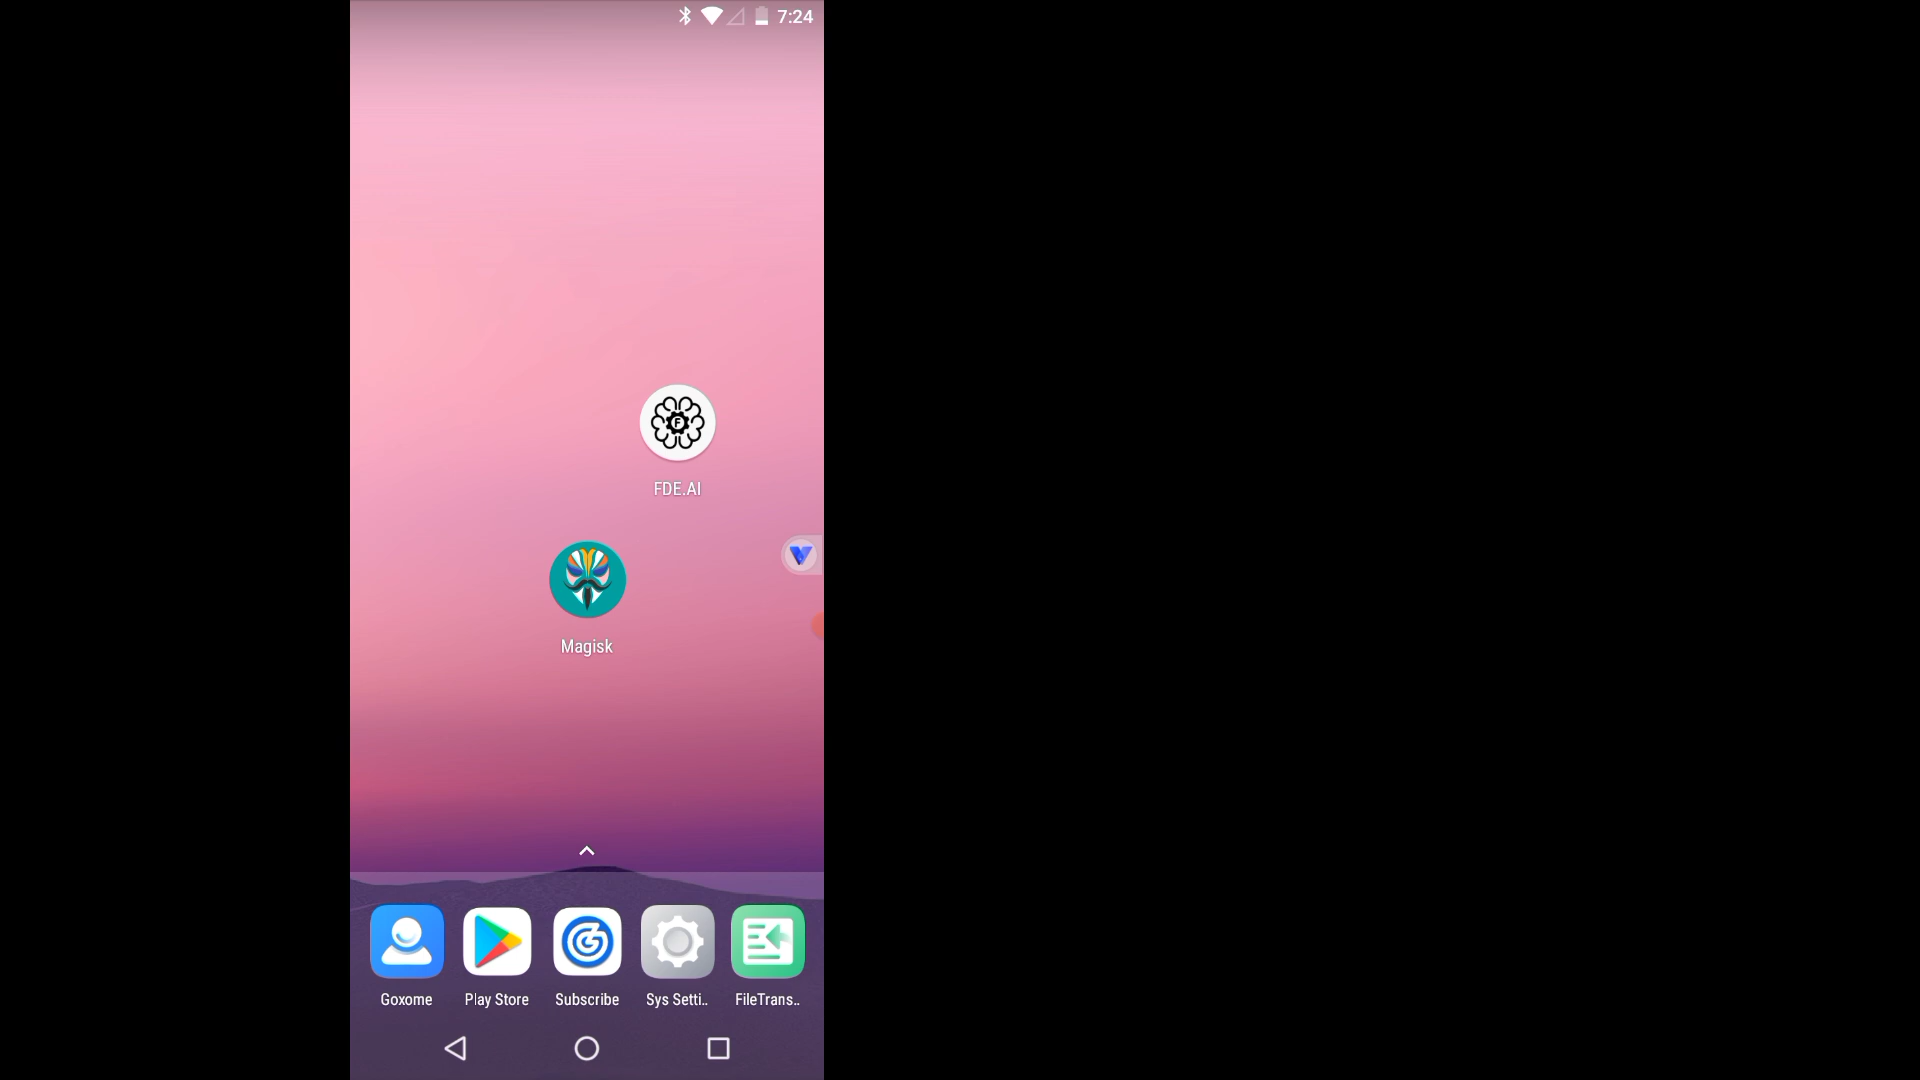 7:24
F
FDE.AI
Magisk
Goxome
Play Store
Subscribe
Sys Setti..
FileTrans..